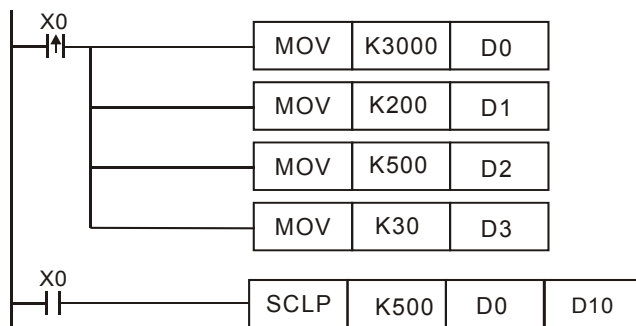 X0
MOV K3000 D0
MOV K200 D1
MOV K500 D2
MOV K30 D3
X0
SCLP K500 D0 D10